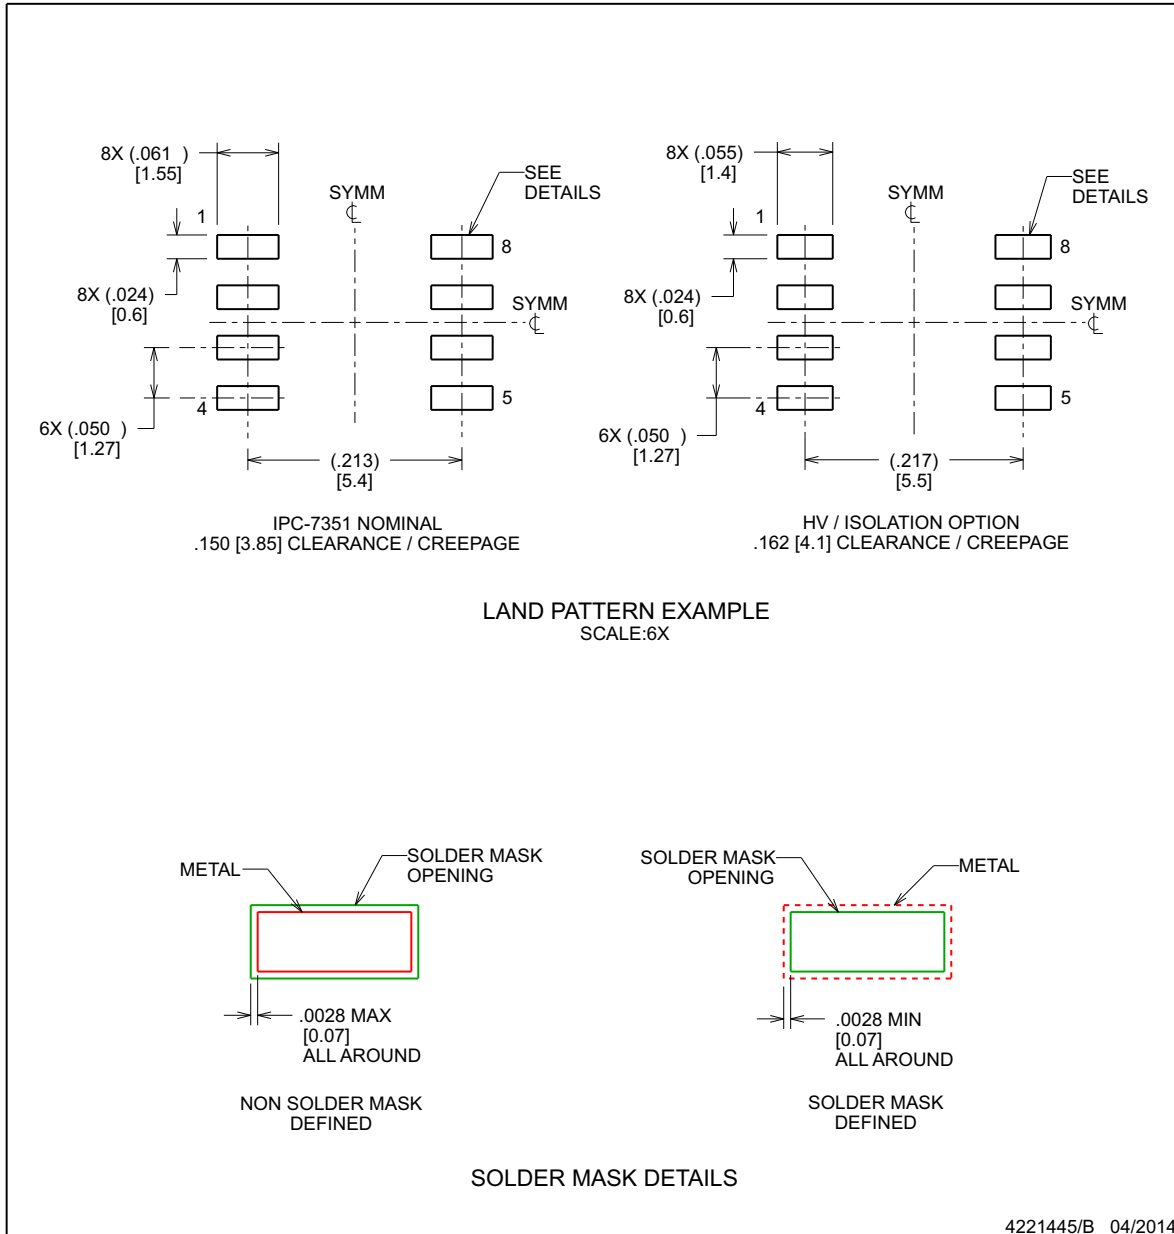 8X (.061 )
[1.55]
SYMM
SEE
DETAILS
1
8
8X (.024)
[0.6]
SYMM
4
5
6X (.050 )
[1.27]
(.213)
[5.4]
IPC-7351 NOMINAL
.150 [3.85] CLEARANCE / CREEPAGE
8X (.055)
[1.4]
SYMM
SEE
DETAILS
1
8
8X (.024)
[0.6]
SYMM
4
5
6X (.050 )
[1.27]
(.217)
[5.5]
HV / ISOLATION OPTION
.162 [4.1] CLEARANCE / CREEPAGE
LAND PATTERN EXAMPLE
SCALE:6X
METAL
SOLDER MASK
OPENING
.0028 MAX
[0.07]
ALL AROUND
NON SOLDER MASK
DEFINED
SOLDER MASK
OPENING
METAL
.0028 MIN
[0.07]
ALL AROUND
SOLDER MASK
DEFINED
SOLDER MASK DETAILS
4221445/B 04/2014